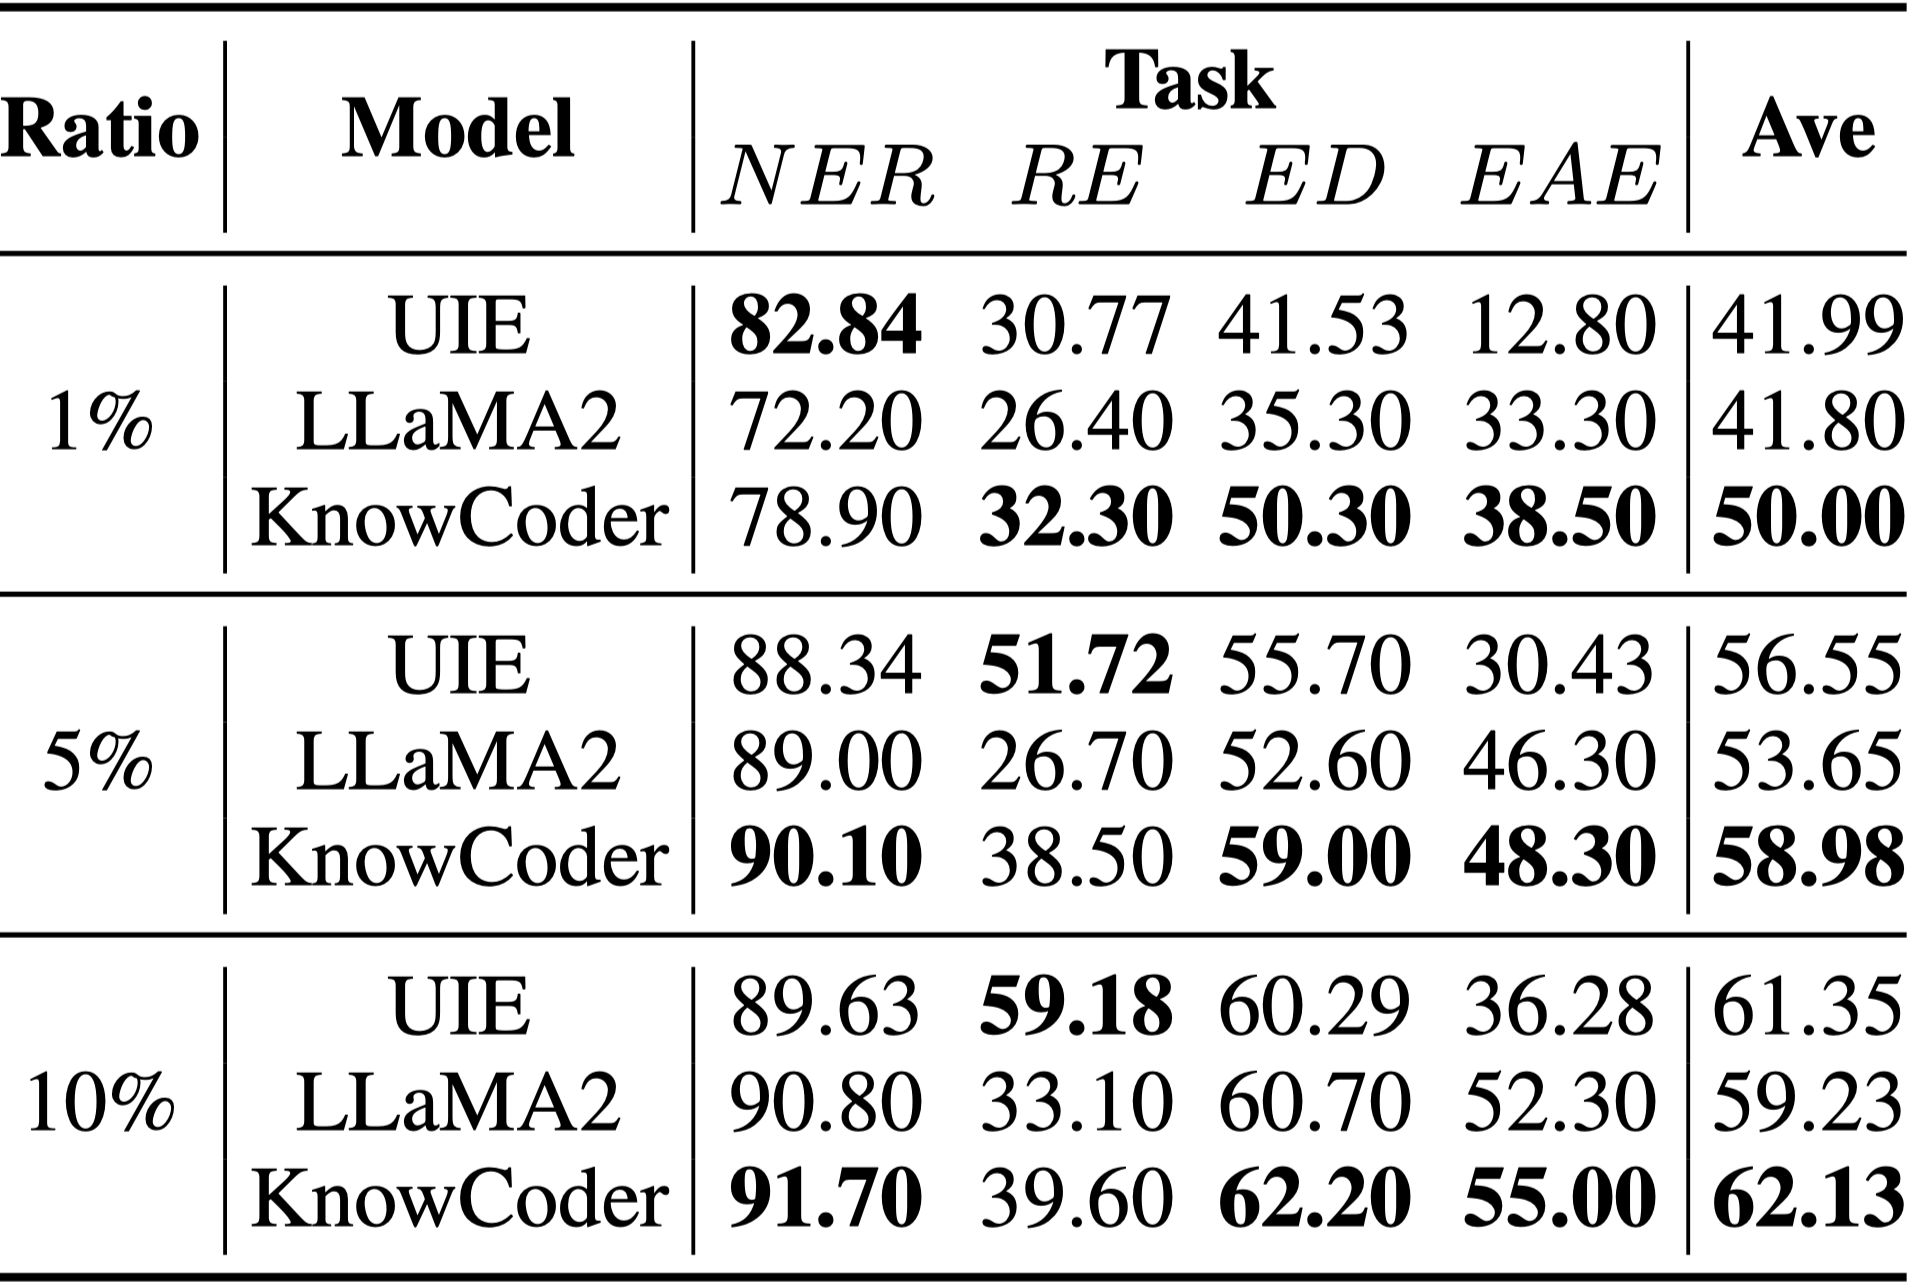 Ratio Model Task Ave
NER RE ED EAE
1% UIE 82.84 30.77 41.53 12.80 41.99
LLaMA2 72.20 26.40 35.30 33.30 41.80
KnowCoder 78.90 32.30 50.30 38.50 50.00
5% UIE 88.34 51.72 55.70 30.43 56.55
LLaMA2 89.00 26.70 52.60 46.30 53.65
KnowCoder 90.10 38.50 59.00 48.30 58.98
10% UIE 89.63 59.18 60.29 36.28 61.35
LLaMA2 90.80 33.10 60.70 52.30 59.23
KnowCoder 91.70 39.60 62.20 55.00 62.13